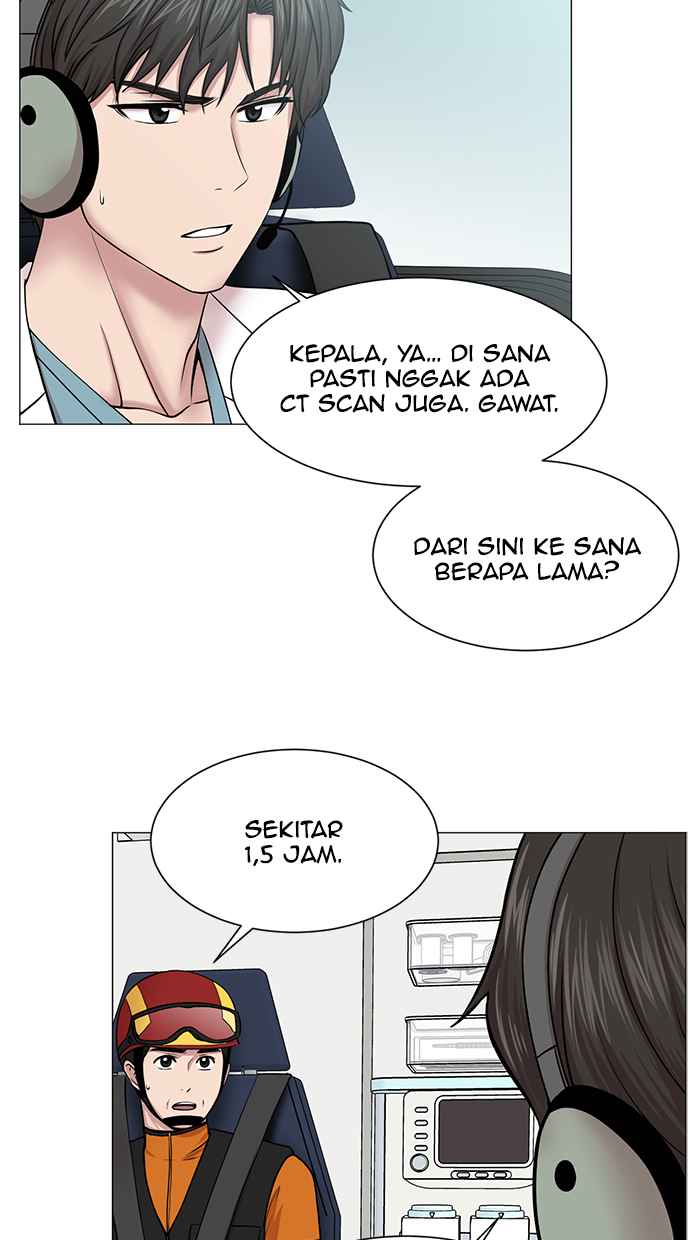 KEPALA, YA... DI SANA
PASTI NGGAK ADA
CT SCAN JUGA. GAWAT.
DARI SINI KE SANA
BERAPA LAMA?
SEKITAR
1,5 JAM.